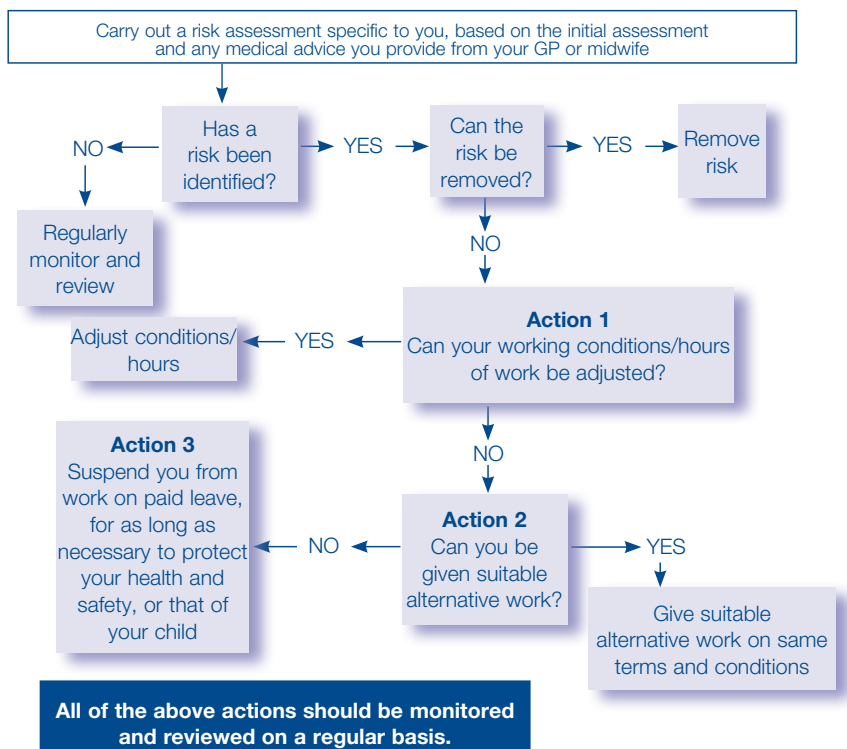 Carry out a risk assessment specific to you, based on the initial assessment
and any medical advice you provide from your GP or midwife
Has a
risk been
identified?
YES
Can the
risk be
removed?
YES
Remove
risk
NO
Regularly
monitor and
review
NO
Action 1
Can your working conditions/hours
of work be adjusted?
YES
Adjust conditions/
hours
NO
Action 2
Can you be
given suitable
alternative work?
YES
Give suitable
alternative work on same
terms and conditions
NO
Action 3
Suspend you from
work on paid leave,
for as long as
necessary to protect
your health and
safety, or that of
your child
All of the above actions should be monitored
and reviewed on a regular basis.